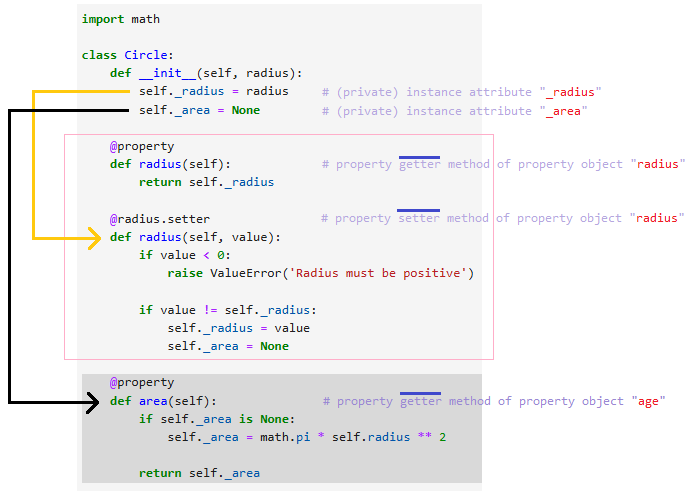 import math
class Circle:
def __init__(self, radius):
self._radius = radius # (private) instance attribute "_radius"
self._area = None # (private) instance attribute "_area"
@property
def radius(self): # property getter method of property object "radius"
return self._radius
@radius.setter # property setter method of property object "radius"
def radius(self, value):
if value < 0:
raise ValueError('Radius must be positive')
if value != self._radius:
self._radius = value
self._area = None
@property
def area(self): # property getter method of property object "age"
if self._area is None:
self._area = math.pi * self.radius ** 2
return self._area